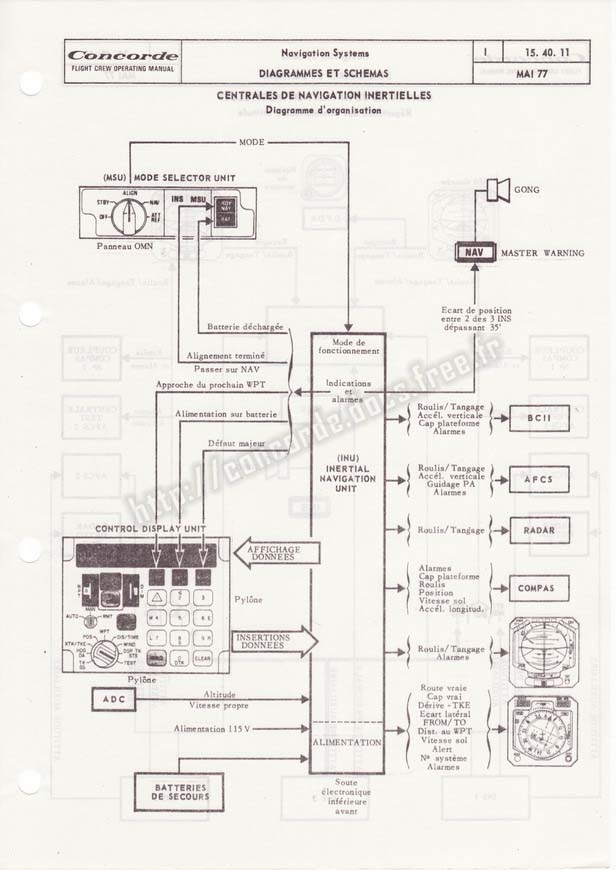 Concorde
FLIGHT CREW OPERATING MANUAL
Navigation Systems
DIAGRAMMES ET SCHEMAS
I
15. 40. 11
MAI 77
CENTRALES DE NAVIGATION INERTIELLES
Diagramme d'organisation
MODE
(MSU) MODE SELECTOR UNIT
ALIGN
STBY
NAV
OFF
ATT REF
INS MSU
BAT
Panneau OMN
GONG
NAV
MASTER WARNING
Ecart de position
entre 2 des 3 INS
dépassant 35'
Batterie déchargée
Alignement terminé
Passer sur NAV
Approche du prochain WPT
Alimentation sur batterie
Défaut majeur
Mode de
fonctionnement
Indications
et
alarmes
(INU)
INERTIAL
NAVIGATION
UNIT
Roulis/Tangage
Accél. verticale
Cap plateforme
Alarmes
BCII
Roulis/Tangage
Accél. verticale
Guidage PA
Alarmes
AFCS
Roulis/Tangage
RADAR
Alarmes
Cap plateforme
Roulis
Position
Vitesse sol
Accél. longitud.
COMPAS
Roulis/Tangage
Alarmes
Route vraie
Cap vrai
Dérive - TKE
Ecart latéral
FROM/TO
Dist. au WPT
Vitesse sol
Alert
Nº système
Alarmes
CONTROL DISPLAY UNIT
AFFICHAGE
DONNEES
Pylône
INSERTIONS
DONNEES
MAN
AUTO
RMT
WPT
POS
DIS/TIME
XTK/TKE
WIND
HDG
DA
DSR TK
STS
TK
GS
TEST
CLEAR
Pylône
ADC
Altitude
Vitesse propre
Alimentation 115 V
ALIMENTATION
BATTERIES
DE SECOURS
Soute
électronique
inférieure
avant
http://concorde.docs.free.fr